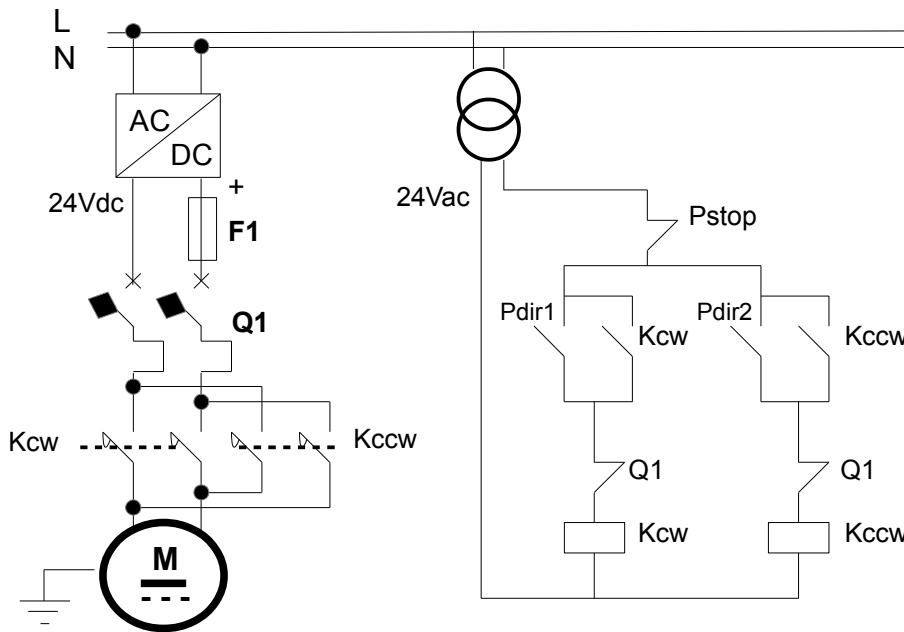 L
N
AC
DC
24Vdc
+
F1
Q1
Kcw
Kccw
M
24Vac
Pstop
Pdir1
Kcw
Pdir2
Kccw
Q1
Q1
Kcw
Kccw